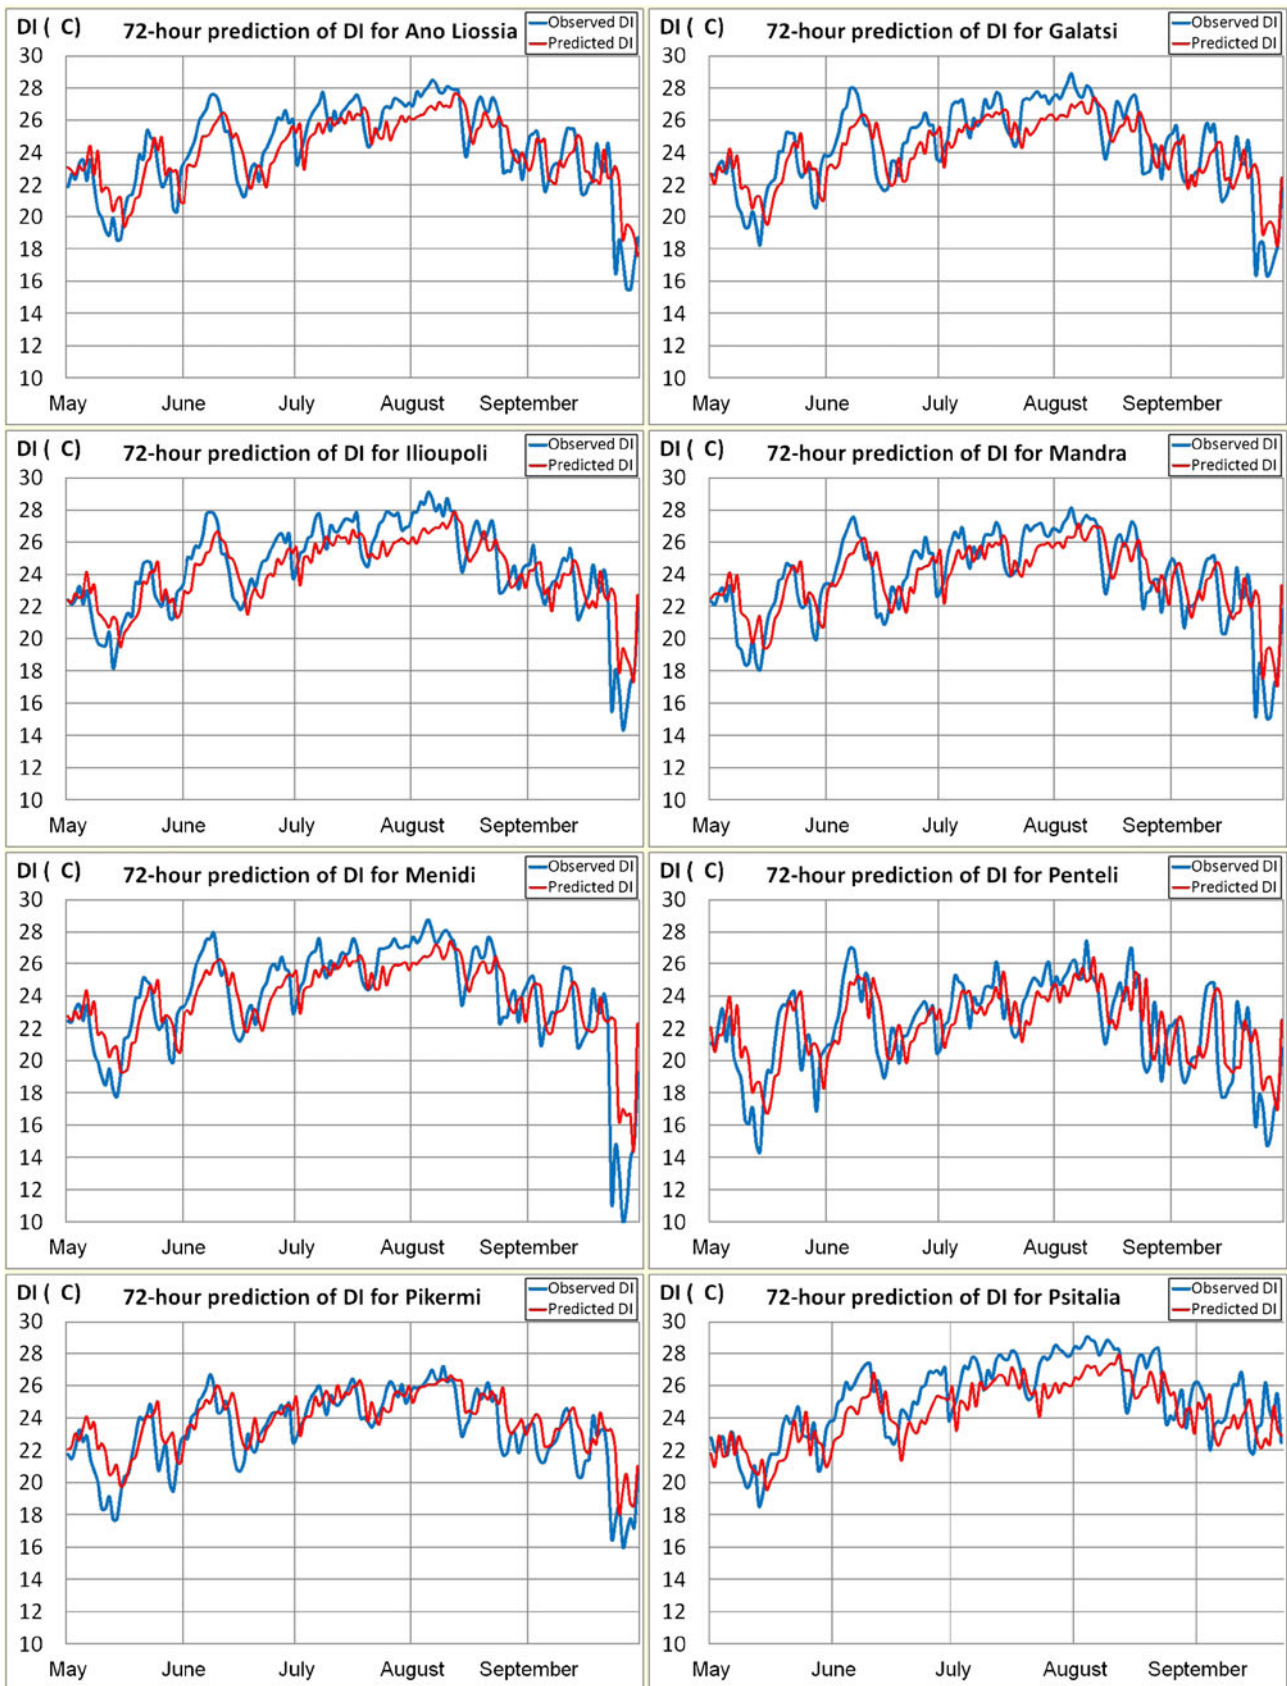 DI ( C) 72-hour prediction of DI for Ano Liossia
Observed DI
Predicted DI
30
28
26
24
22
20
18
16
14
12
10
May June July August September
DI ( C) 72-hour prediction of DI for Galatsi
Observed DI
Predicted DI
30
28
26
24
22
20
18
16
14
12
10
May June July August September
DI ( C) 72-hour prediction of DI for Ilioupoli
Observed DI
Predicted DI
30
28
26
24
22
20
18
16
14
12
10
May June July August September
DI ( C) 72-hour prediction of DI for Mandra
Observed DI
Predicted DI
30
28
26
24
22
20
18
16
14
12
10
May June July August September
DI ( C) 72-hour prediction of DI for Menidi
Observed DI
Predicted DI
30
28
26
24
22
20
18
16
14
12
10
May June July August September
DI ( C) 72-hour prediction of DI for Penteli
Observed DI
Predicted DI
30
28
26
24
22
20
18
16
14
12
10
May June July August September
DI ( C) 72-hour prediction of DI for Pikermi
Observed DI
Predicted DI
30
28
26
24
22
20
18
16
14
12
10
May June July August September
DI ( C) 72-hour prediction of DI for Psitalia
Observed DI
Predicted DI
30
28
26
24
22
20
18
16
14
12
10
May June July August September